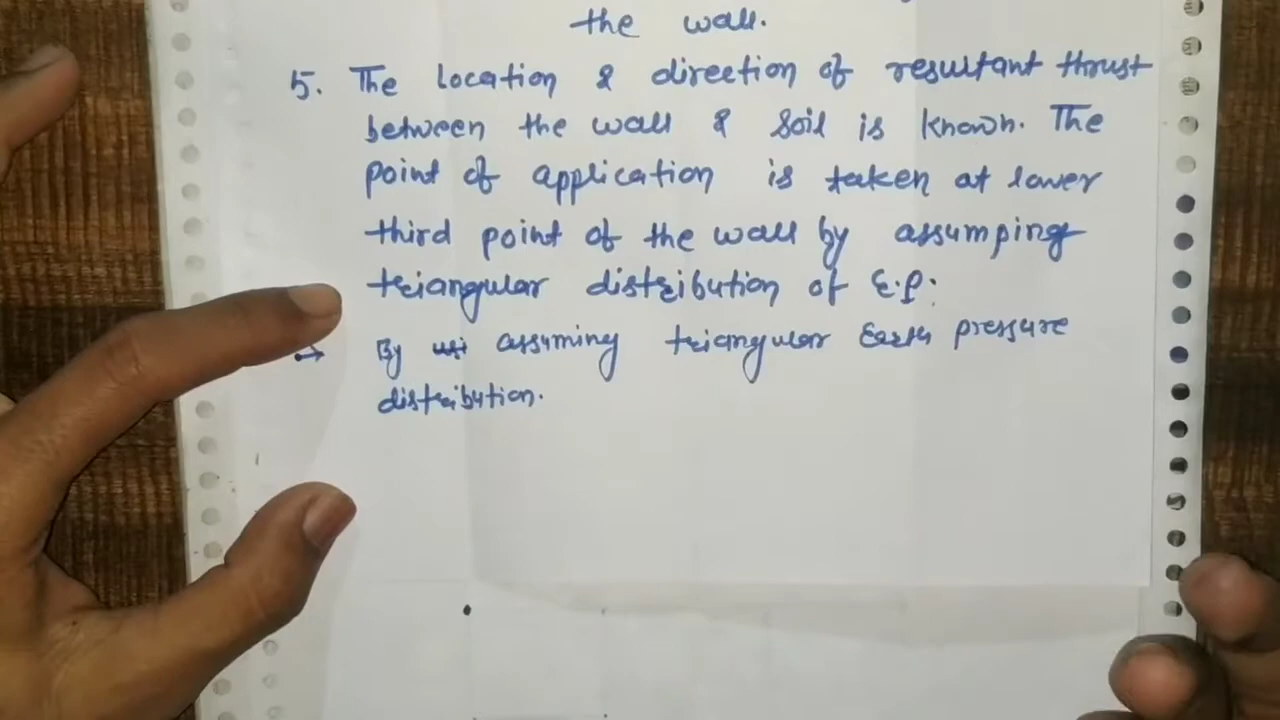 the wall.
5. The Location & direction of resultant thrust
between the wall & soil is known. The
point of application is taken at lower
third point of the wall by assumping
triangular distribution of E.P.
→ By assuming triangular Earth pressure
distribution.